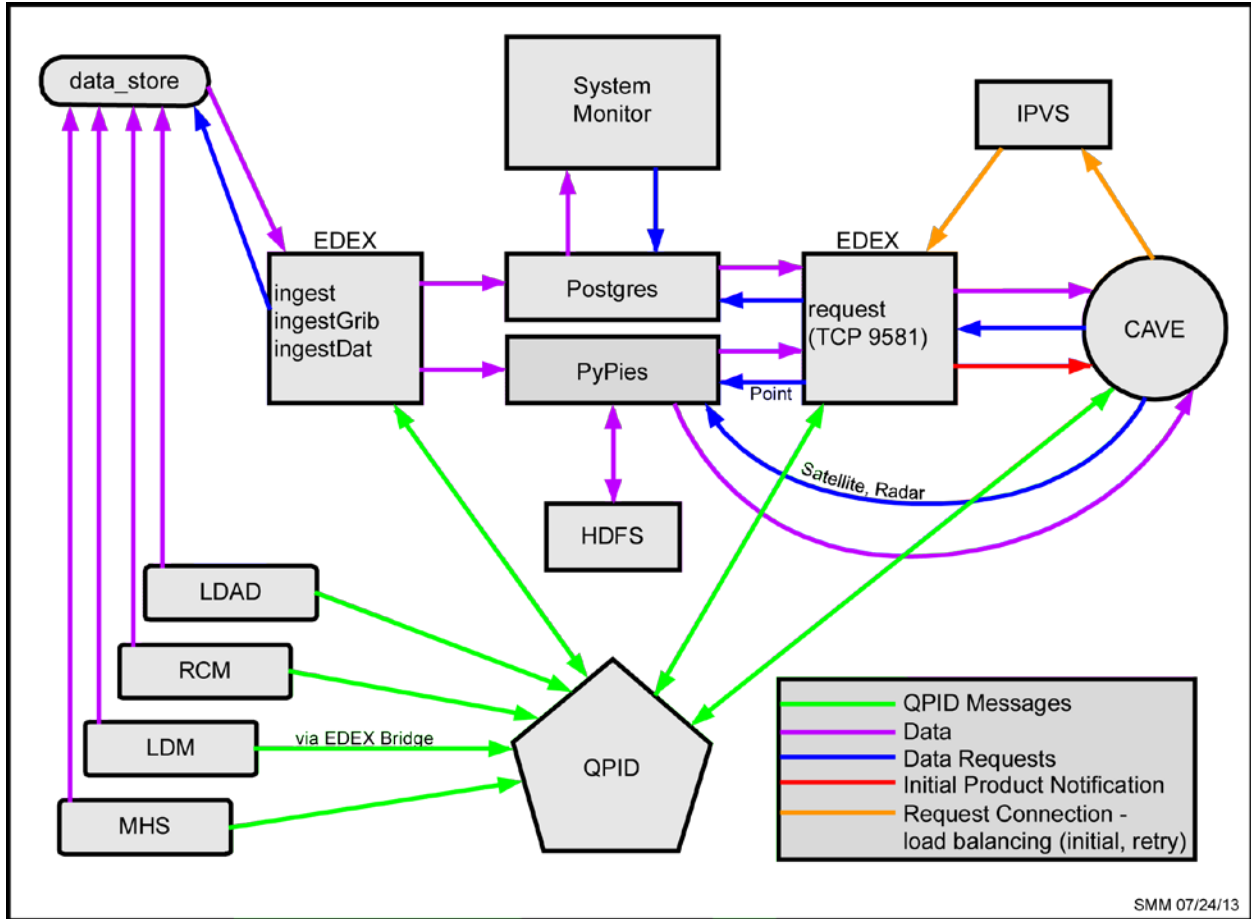 data_store
System
Monitor
IPVS
EDEX
EDEX
ingest
ingestGrib
ingestDat
Postgres
request
(TCP 9581)
CAVE
PyPies
Point
Satellite, Radar
HDFS
LDAD
RCM
LDM
via EDEX Bridge
MHS
QPID
QPID Messages
Data
Data Requests
Initial Product Notification
Request Connection -
load balancing (initial, retry)
SMM 07/24/13